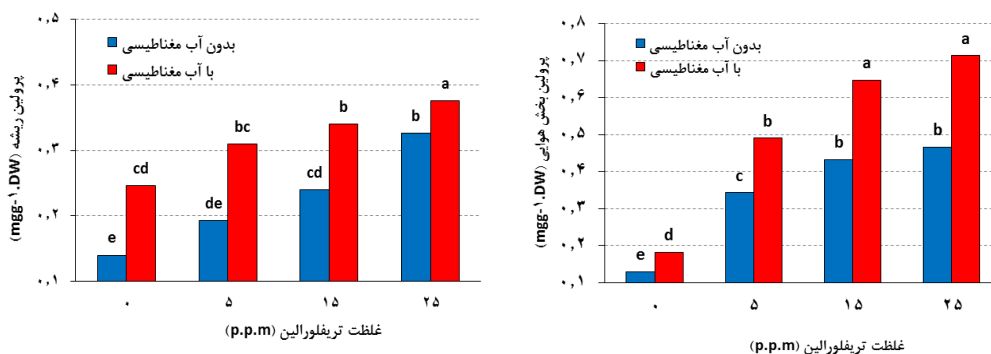 ۰٫۵
۰٫۴
۰٫۳
۰٫۲
۰٫۱
پرولین ریشه (mgg-۱.DW)
بدون آب مغناطیسی
با آب مغناطیسی
e
cd
de
bc
cd
b
b
a
۰ ۵ ۱۵ ۲۵
غلظت تریفلورالین (p.p.m)
۰٫۸
۰٫۷
۰٫۶
۰٫۵
۰٫۴
۰٫۳
۰٫۲
۰٫۱
پرولین بخش هوایی (mgg-۱.DW)
بدون آب مغناطیسی
با آب مغناطیسی
e
d
c
b
b
a
b
a
۰ ۵ ۱۵ ۲۵
غلظت تریفلورالین (p.p.m)